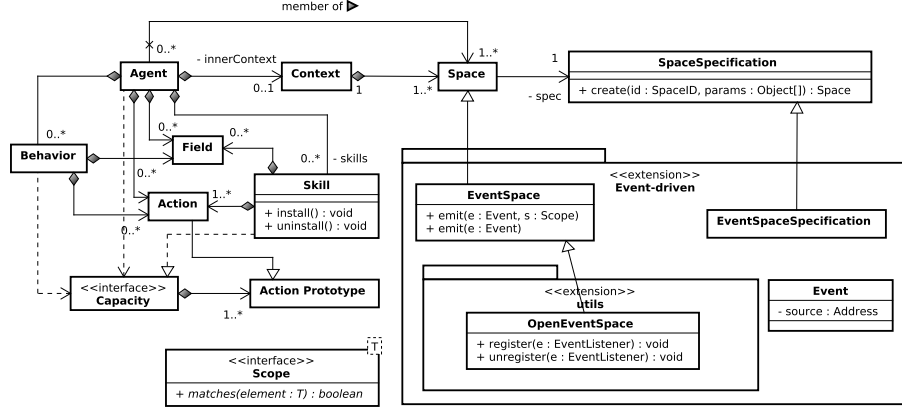 member of
0..*
1..*
Agent
- innerContext
0..1
Context
1
1..*
Space
1
- spec
SpaceSpecification
+ create(id : SpaceID, params : Object[]) : Space
0..*
Behavior
0..*
Field
0..*
0..*
- skills
0..*
Action
1..*
Skill
+ install() : void
+ uninstall() : void
0..*
<<interface>>
Capacity
1..*
Action Prototype
<<extension>>
Event-driven
EventSpace
+ emit(e : Event, s : Scope)
+ emit(e : Event)
EventSpaceSpecification
<<extension>>
utils
OpenEventSpace
+ register(e : EventListener) : void
+ unregister(e : EventListener) : void
Event
- source : Address
T
<<interface>>
Scope
+ matches(element : T) : boolean